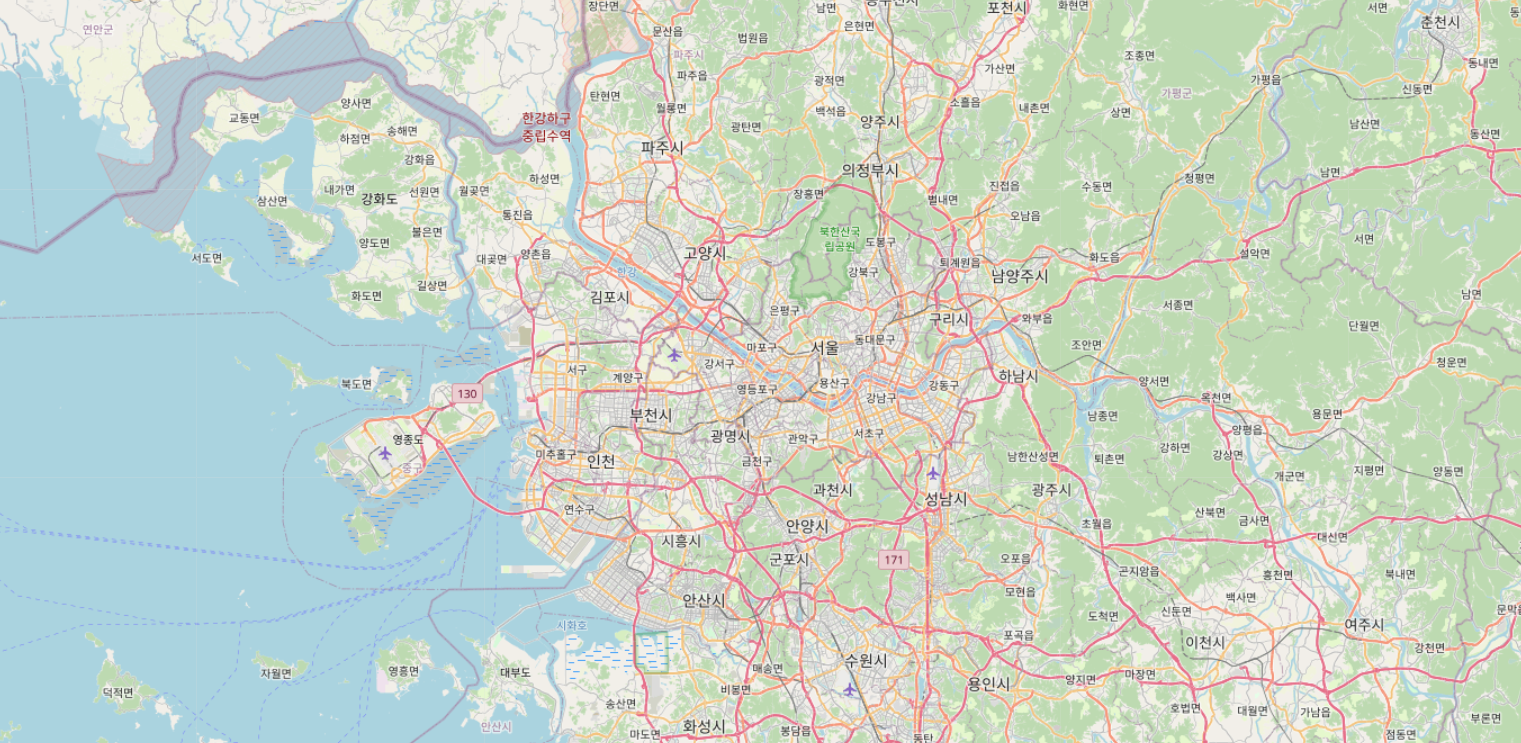 장단면
남면
포천시
화현면
서면
춘천시
연안군
문산읍
법원읍
은현면
파주시
조종면
동내면
파주읍
광적면
가산면
가평읍
신동면
양사면
탄현면
월롱면
백석읍
소흘읍
내촌면
상면
가평군
교동면
송해면
하점면
한강하구
중립수역
광탄면
양주시
남산면
동산면
강화읍
파주시
의정부시
내가면
선원면
월곶면
하성면
장흥면
별내면
진접읍
수동면
청평면
남면
삼산면
강화도
통진읍
오남읍
양도면
불은면
북한산국
립공원
도봉구
서면
서도면
대곶면
양촌읍
고양시
한강
강북구
퇴계원읍
남양주시
화도읍
설악면
화도면
길상면
김포시
은평구
구리시
와부읍
서종면
남면
단월면
마포구
서울
동대문구
조안면
북도면
서구
계양구
강서구
영등포구
용산구
강남구
강동구
하남시
양서면
청운면
130
옥천면
부천시
광명시
관악구
서초구
남종면
용문면
양평읍
영종도
중구
미추홀구
인천
금천구
남한산성면
퇴촌면
강하면
강상면
개군면
지평면
양동면
연수구
과천시
성남시
광주시
산북면
금사면
시흥시
안양시
초월읍
대신면
군포시
171
오포읍
곤지암읍
흥천면
북내면
안산시
모현읍
백사면
신둔면
시화호
도척면
포곡읍
이천시
여주시
강천면
덕적면
자월면
영흥면
대부도
매송면
수원시
용인시
양지면
마장면
비봉면
송산면
안산시
화성시
마도면
봉담읍
동탄
호법면
대월면
가남읍
점동면
부론면